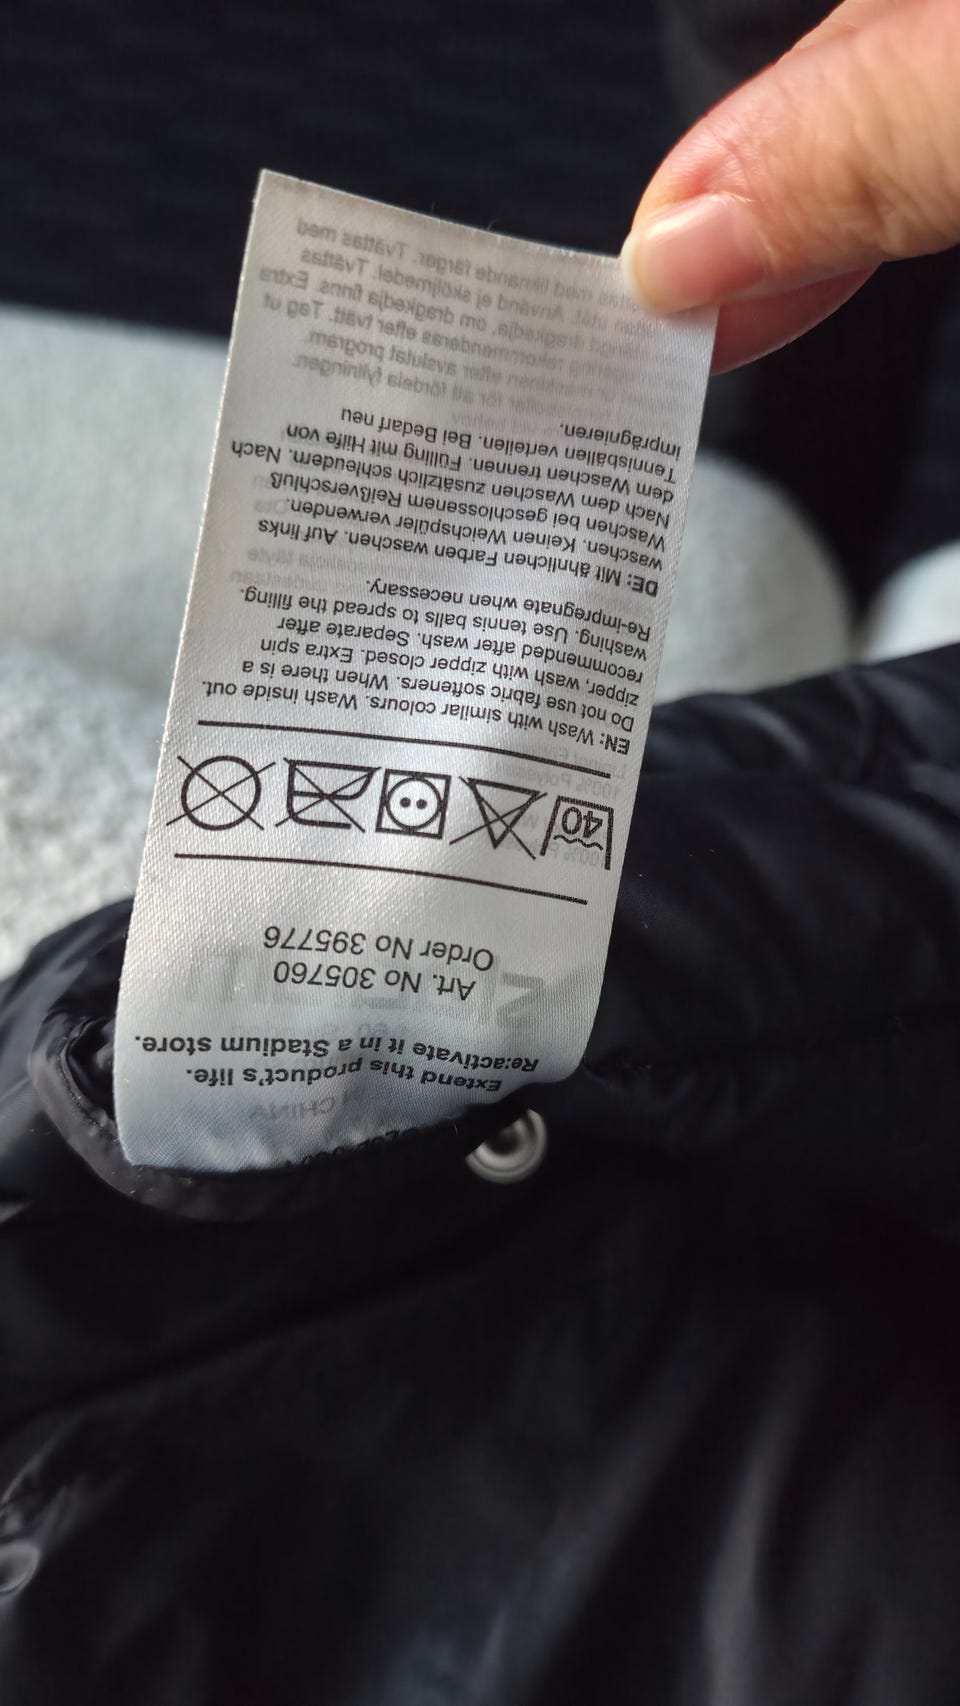 Extend this product's life.
Re:activate it in a Stadium store.
Art. No 305760
Order No 395776
40
EN: Wash with similar colours. Wash inside out.
Do not use fabric softeners. When there is a
zipper, wash with zipper closed. Extra spin
recommended after wash. Separate after
washing. Use tennis balls to spread the filling.
Re-impregnate when necessary.
DE: Mit ähnlichen Farben waschen. Auf links
waschen. Keinen Weichspüler verwenden.
Waschen bei geschlossenem Reißverschluß
Nach dem Waschen zusätzlich schleudern. Nach
dem Waschen trennen. Füllung mit Hilfe von
Tennisbällen verteilen. Bei Bedarf neu
imprägnieren.